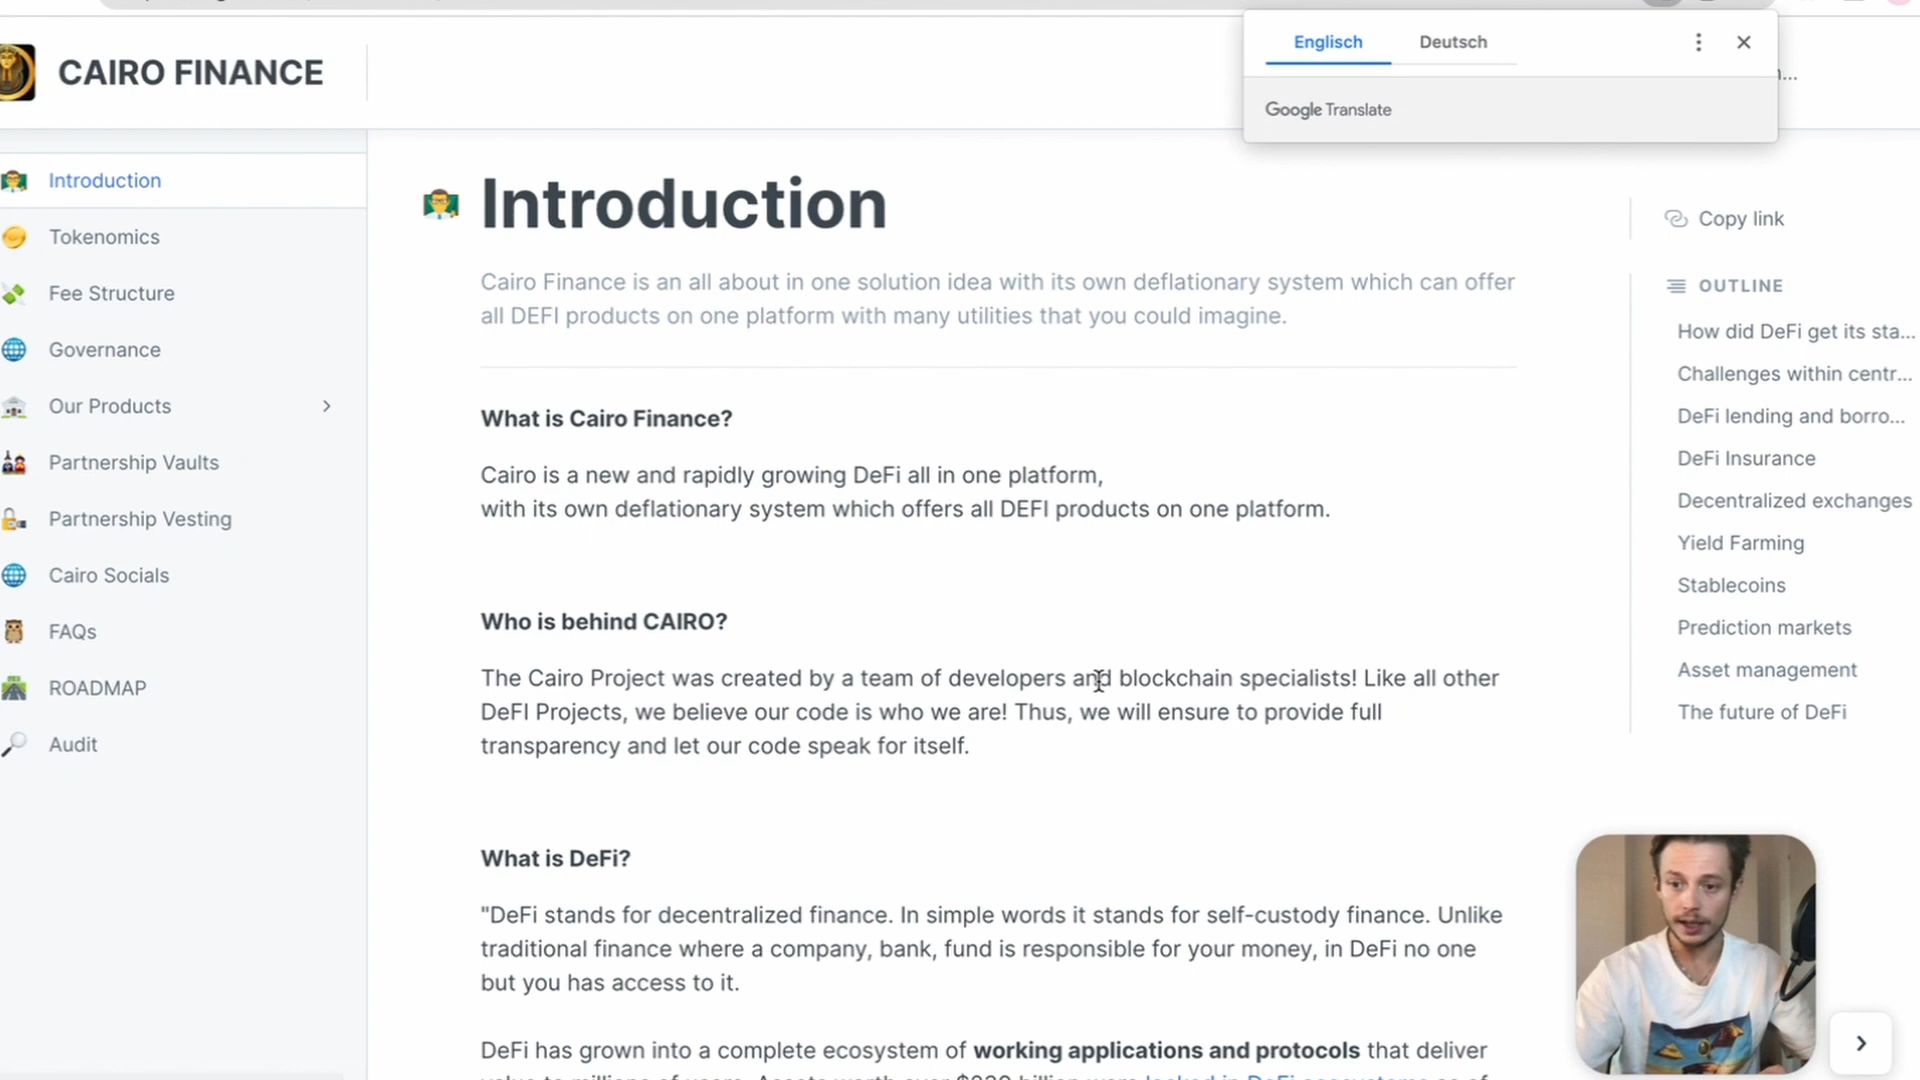 Englisch
Deutsch
Google Translate
CAIRO FINANCE
Introduction
Tokenomics
Fee Structure
Governance
Our Products
Partnership Vaults
Partnership Vesting
Cairo Socials
FAQs
ROADMAP
Audit
Introduction
Cairo Finance is an all about in one solution idea with its own deflationary system which can offer
all DEFI products on one platform with many utilities that you could imagine.
What is Cairo Finance?
Cairo is a new and rapidly growing DeFi all in one platform,
with its own deflationary system which offers all DEFI products on one platform.
Who is behind CAIRO?
The Cairo Project was created by a team of developers and blockchain specialists! Like all other
DeFI Projects, we believe our code is who we are! Thus, we will ensure to provide full
transparency and let our code speak for itself.
What is DeFi?
"DeFi stands for decentralized finance. In simple words it stands for self-custody finance. Unlike
traditional finance where a company, bank, fund is responsible for your money, in DeFi no one
but you has access to it.
DeFi has grown into a complete ecosystem of working applications and protocols that deliver
Copy link
OUTLINE
How did DeFi get its sta...
Challenges within centr...
DeFi lending and borro...
DeFi Insurance
Decentralized exchanges
Yield Farming
Stablecoins
Prediction markets
Asset management
The future of DeFi